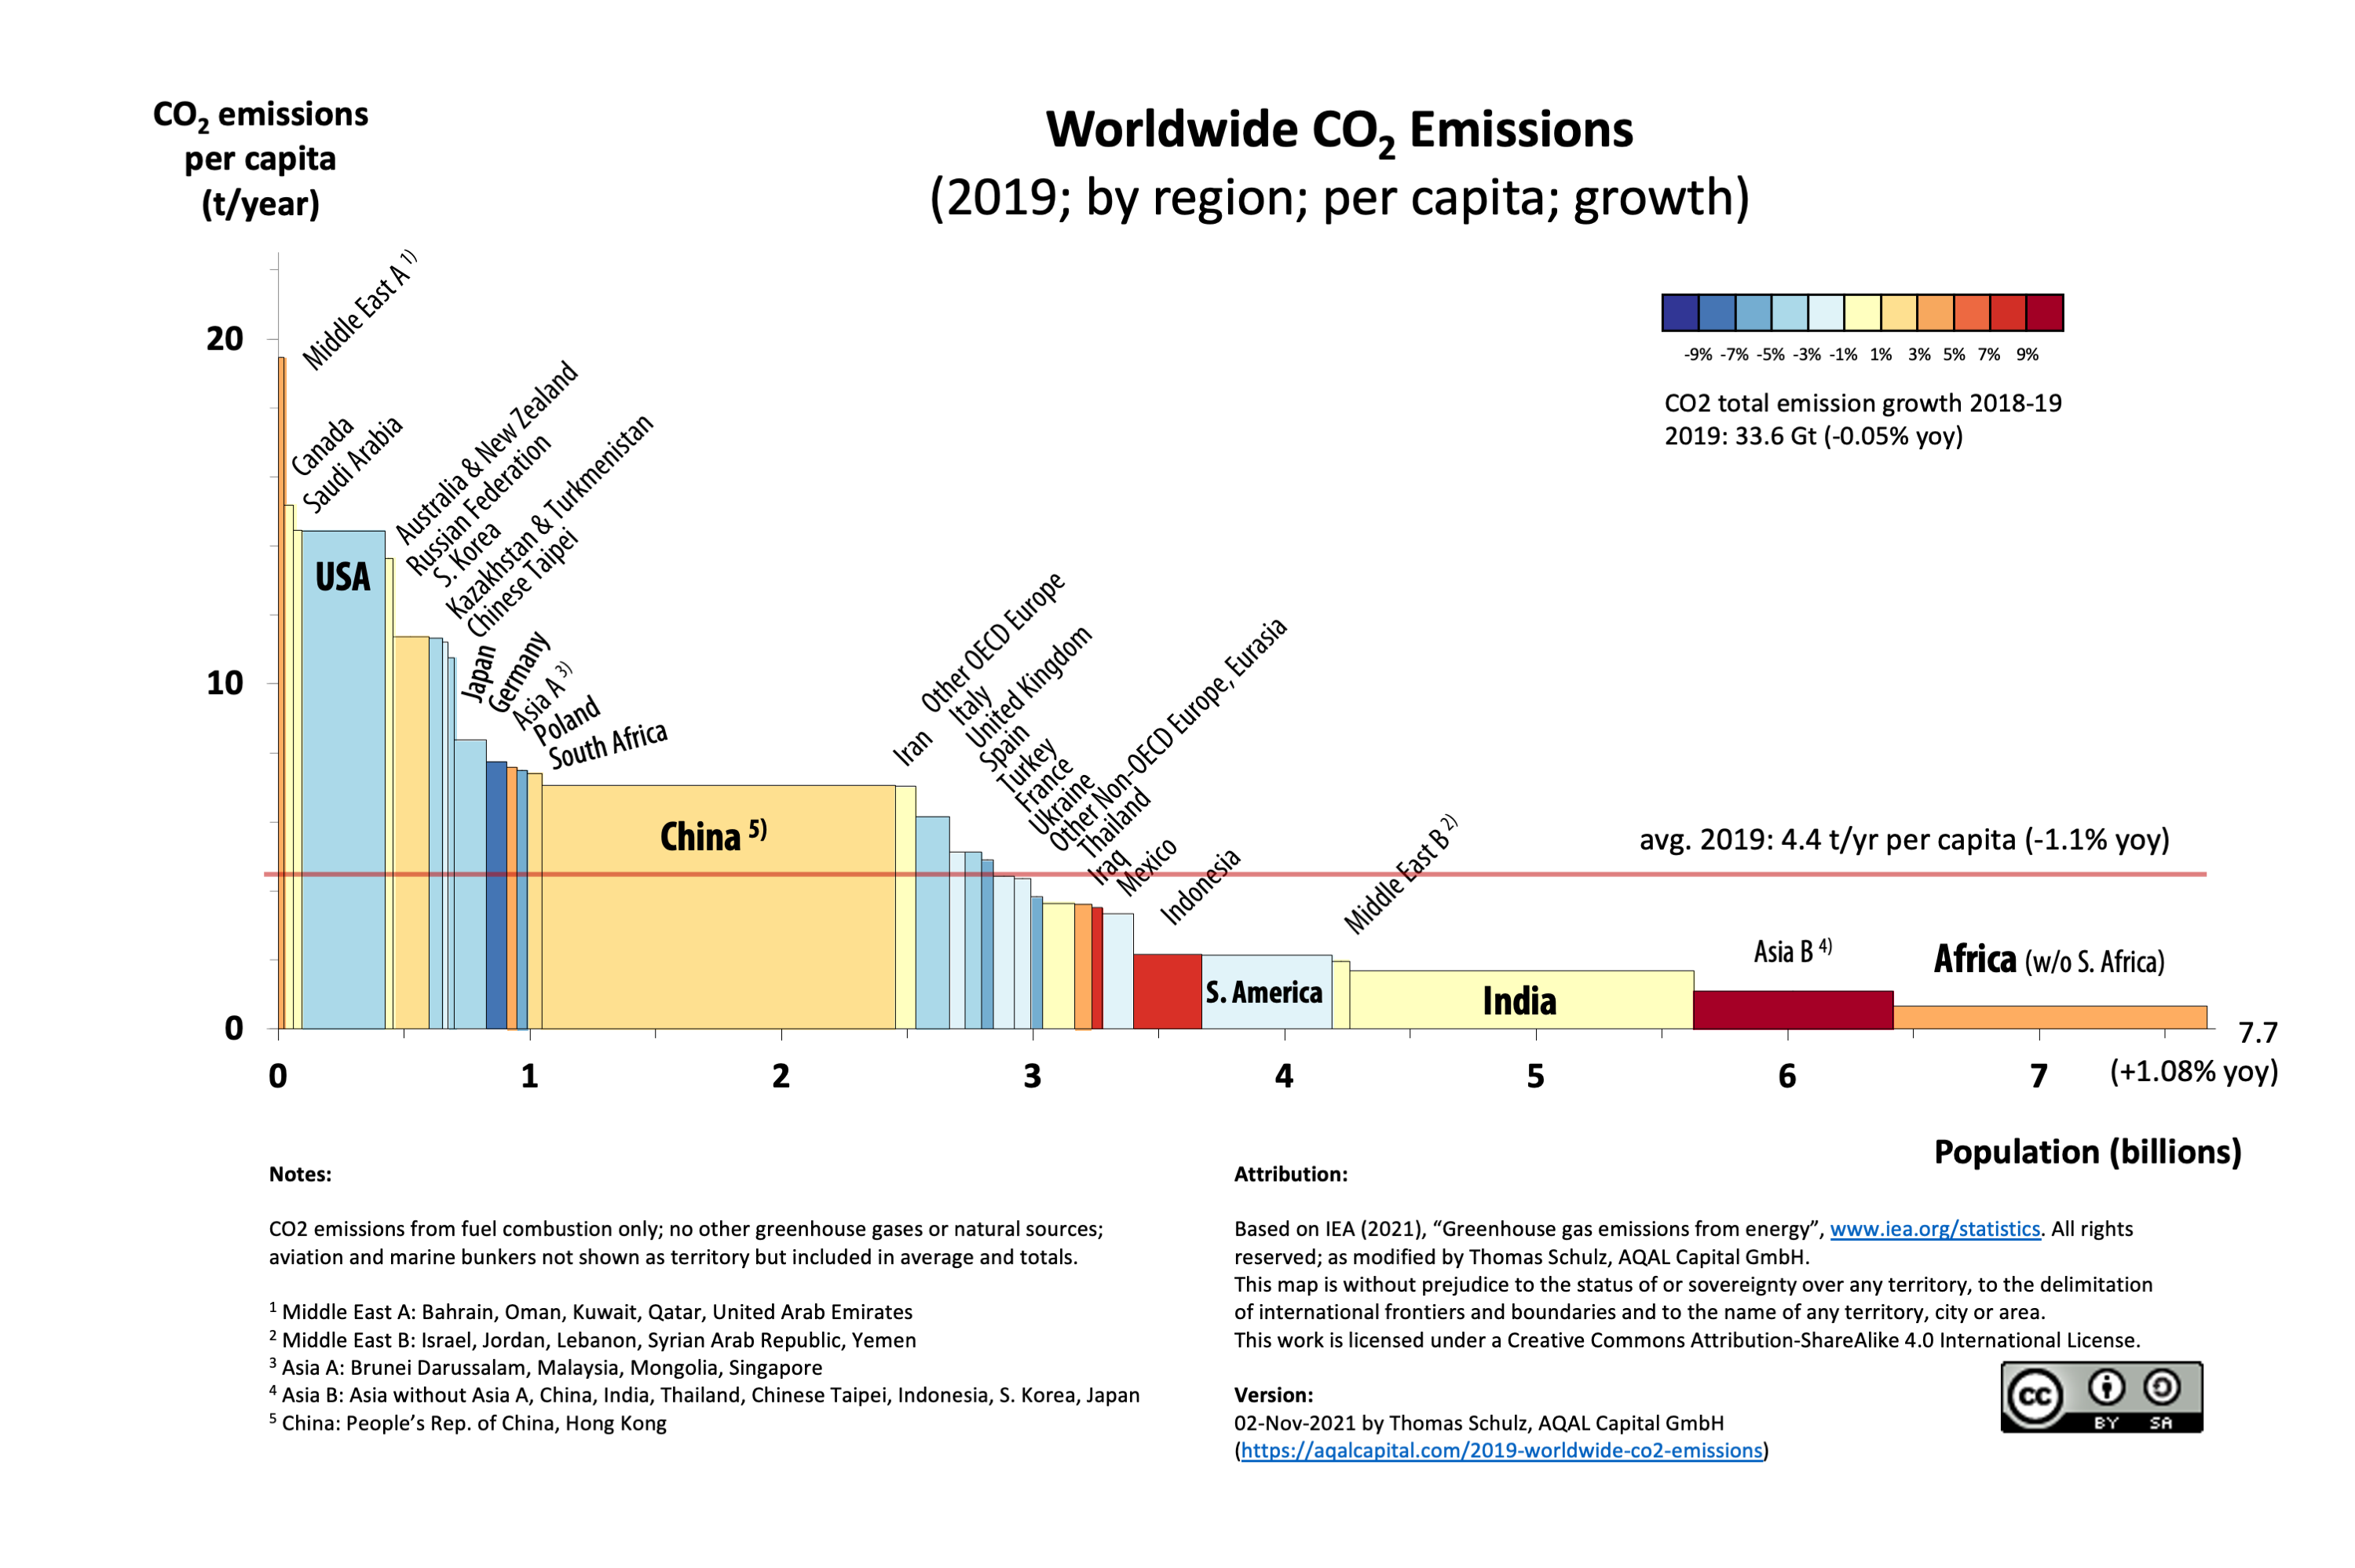 CO₂ emissions
per capita
(t/year)
Worldwide CO₂ Emissions
(2019; by region; per capita; growth)
-9% -7% -5% -3% -1% 1% 3% 5% 7% 9%
CO2 total emission growth 2018-19
2019: 33.6 Gt (-0.05% yoy)
20
10
0
Middle East A ¹⁾
Canada
Saudi Arabia
USA
Australia & New Zealand
Russian Federation
S. Korea
Kazakhstan & Turkmenistan
Chinese Taipei
Japan
Germany
Asia A ³⁾
Poland
South Africa
China ⁵⁾
Iran
Other OECD Europe
Italy
United Kingdom
Spain
Turkey
France
Ukraine
Other Non-OECD Europe, Eurasia
Thailand
Iraq
Mexico
Indonesia
S. America
Middle East B ²⁾
India
Asia B ⁴⁾
Africa (w/o S. Africa)
avg. 2019: 4.4 t/yr per capita (-1.1% yoy)
0 1 2 3 4 5 6 7
7.7
(+1.08% yoy)
Population (billions)
Notes:
CO2 emissions from fuel combustion only; no other greenhouse gases or natural sources;
aviation and marine bunkers not shown as territory but included in average and totals.
¹ Middle East A: Bahrain, Oman, Kuwait, Qatar, United Arab Emirates
² Middle East B: Israel, Jordan, Lebanon, Syrian Arab Republic, Yemen
³ Asia A: Brunei Darussalam, Malaysia, Mongolia, Singapore
⁴ Asia B: Asia without Asia A, China, India, Thailand, Chinese Taipei, Indonesia, S. Korea, Japan
⁵ China: People’s Rep. of China, Hong Kong
Attribution:
Based on IEA (2021), “Greenhouse gas emissions from energy”, www.iea.org/statistics. All rights
reserved; as modified by Thomas Schulz, AQAL Capital GmbH.
This map is without prejudice to the status of or sovereignty over any territory, to the delimitation
of international frontiers and boundaries and to the name of any territory, city or area.
This work is licensed under a Creative Commons Attribution-ShareAlike 4.0 International License.
Version:
02-Nov-2021 by Thomas Schulz, AQAL Capital GmbH
(https://aqalcapital.com/2019-worldwide-co2-emissions)
cc
BY SA